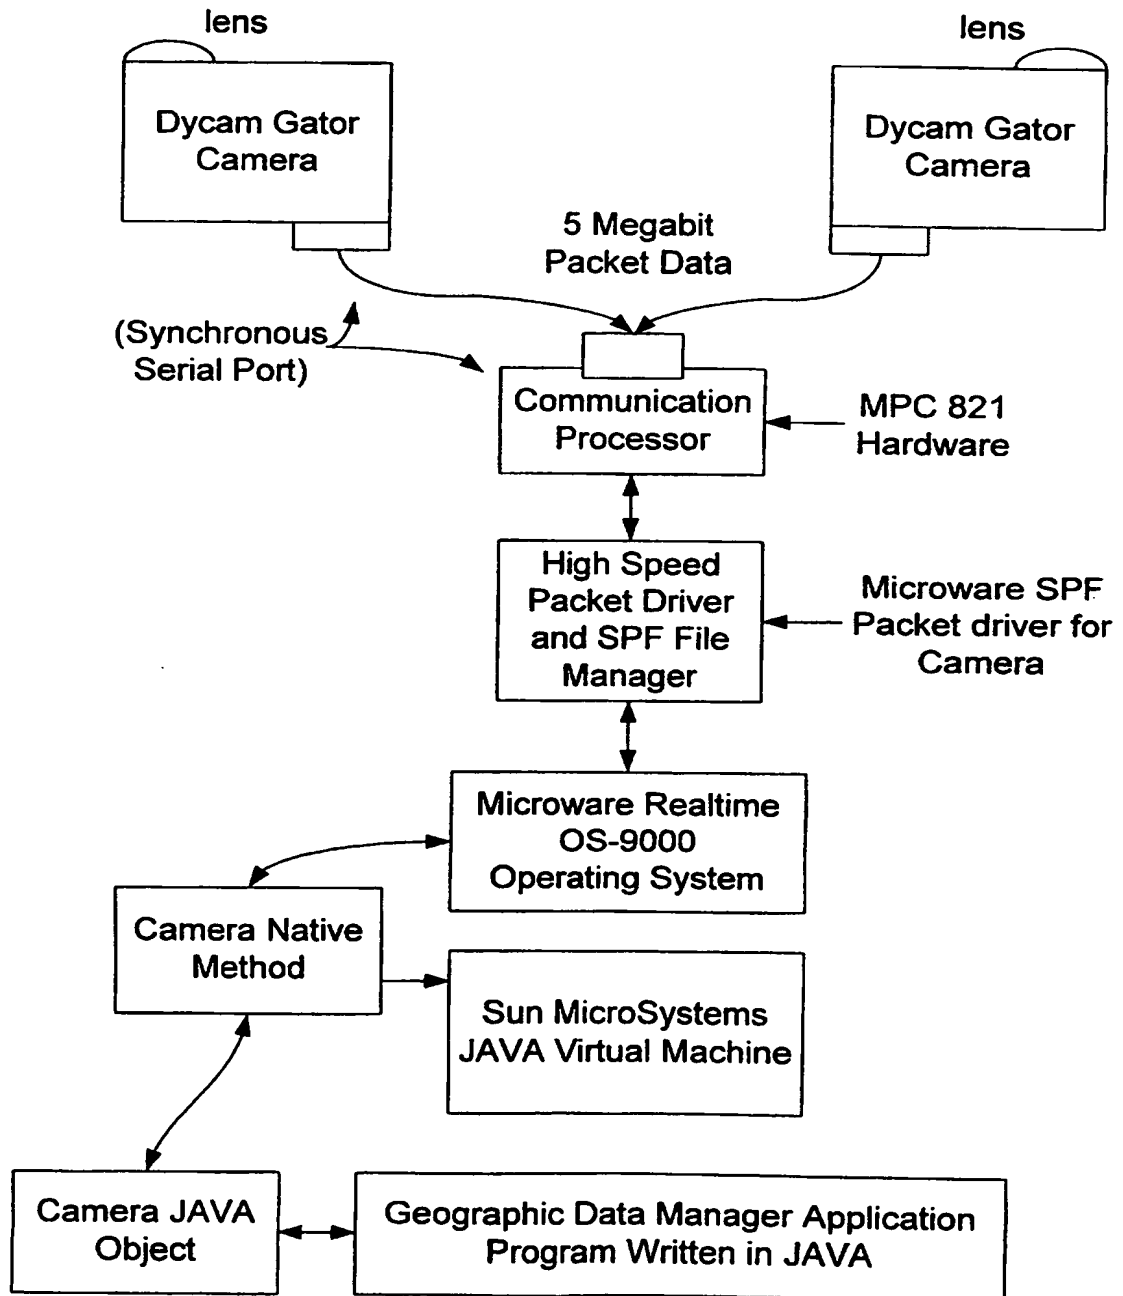 lens
lens
Dycam Gator
Camera
Dycam Gator
Camera
5 Megabit
Packet Data
(Synchronous
Serial Port)
Communication
Processor
MPC 821
Hardware
High Speed
Packet Driver
and SPF File
Manager
Microware SPF
Packet driver for
Camera
Microware Realtime
OS-9000
Operating System
Camera Native
Method
Sun MicroSystems
JAVA Virtual Machine
Camera JAVA
Object
Geographic Data Manager Application
Program Written in JAVA